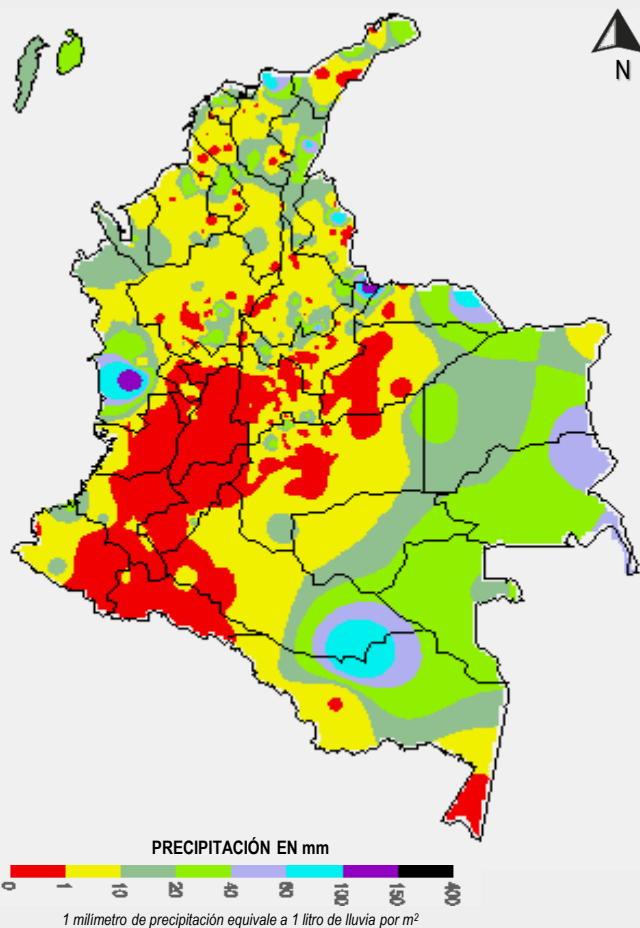 N
PRECIPITACIÓN EN mm
0 1 10 20 40 60 100 150 400
1 milímetro de precipitación equivale a 1 litro de lluvia por m²